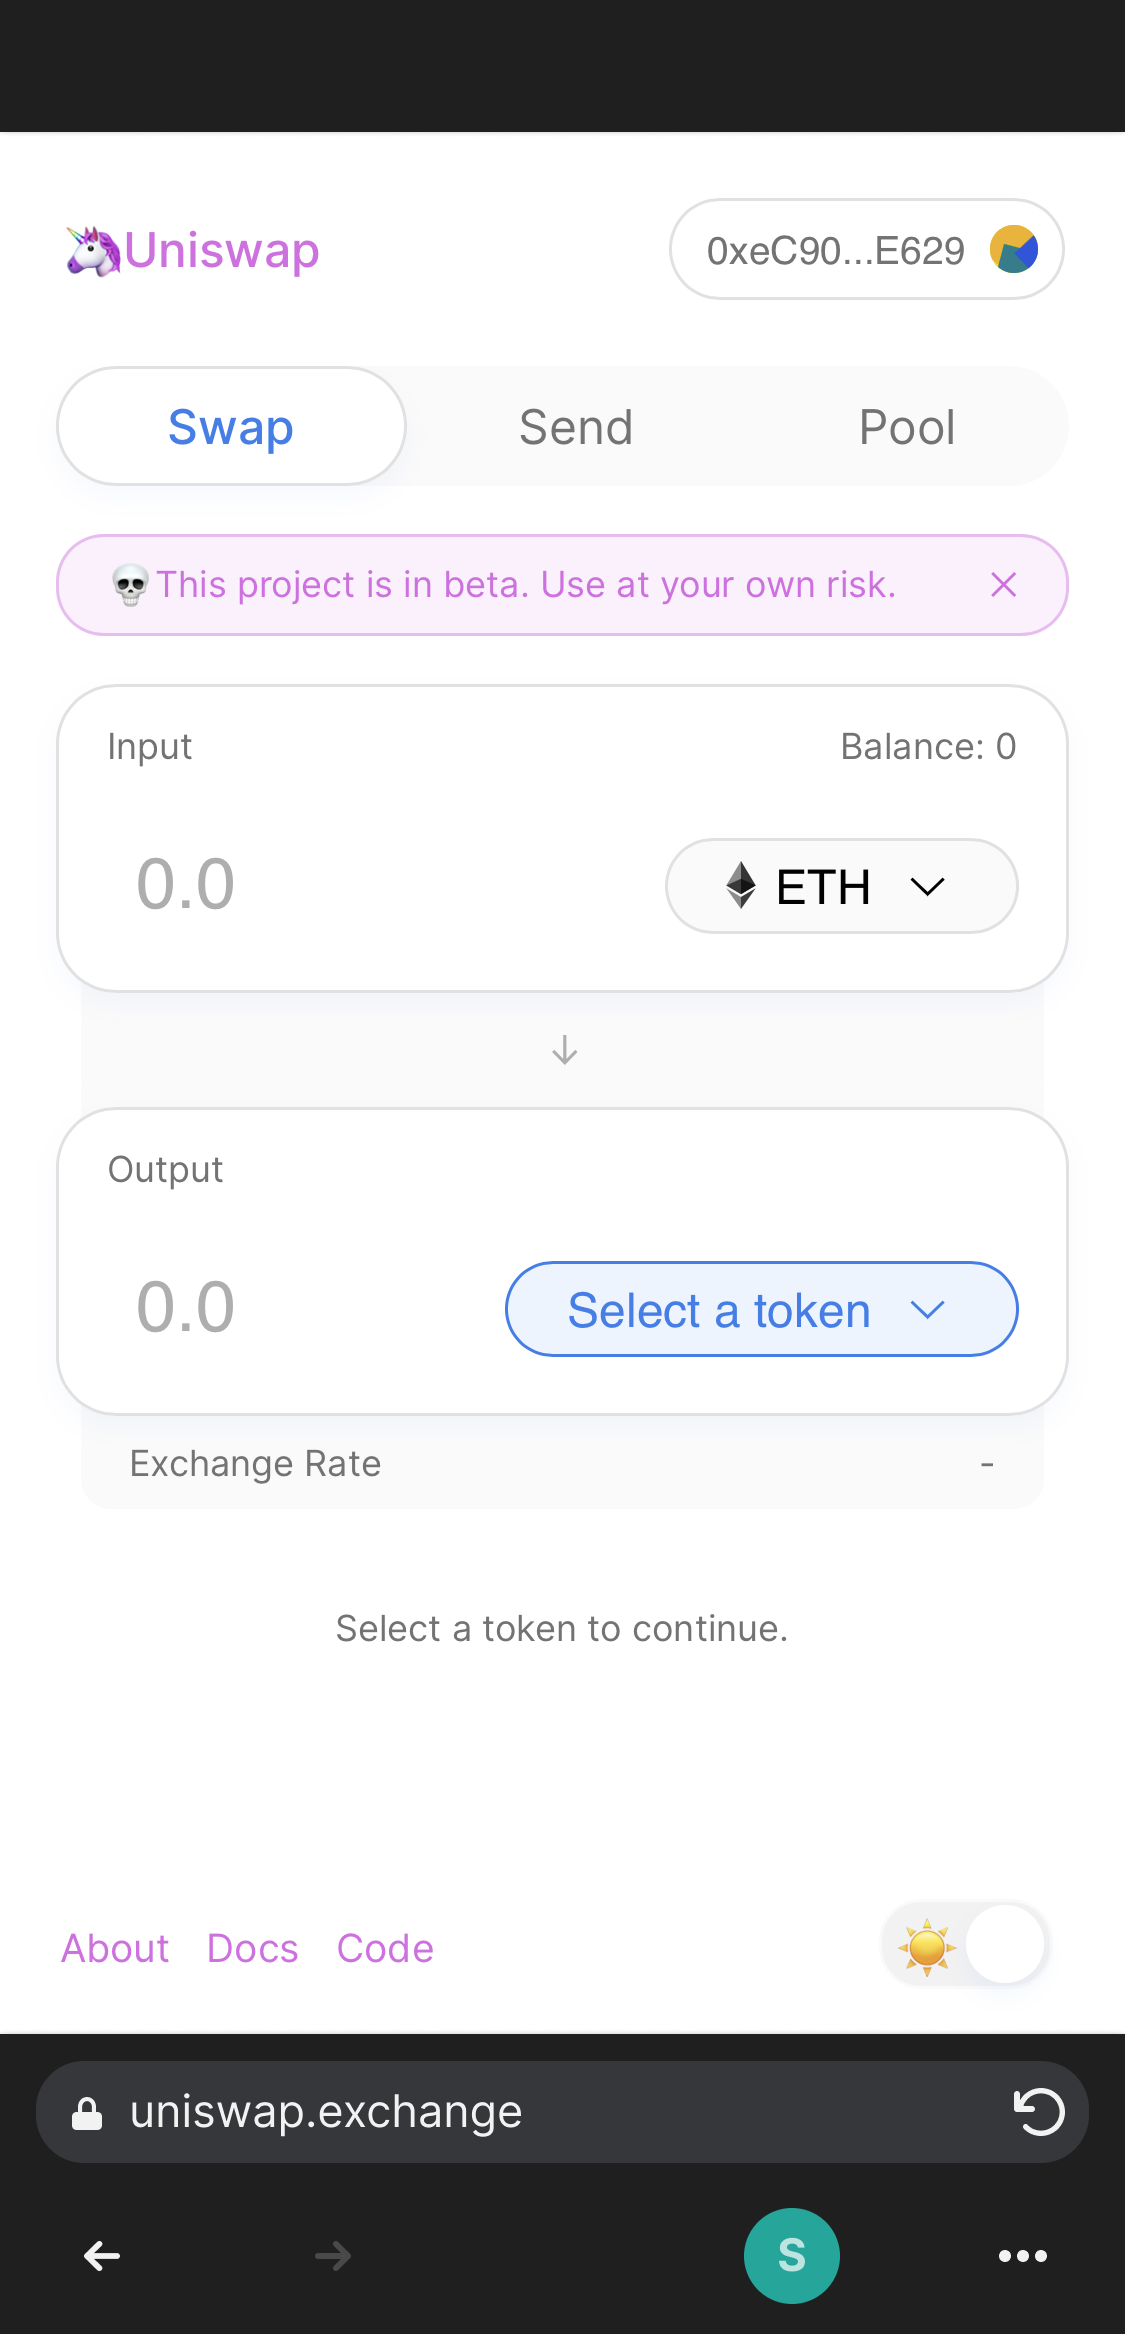 Uniswap
0xeC90...E629
Swap
Send
Pool
This project is in beta. Use at your own risk.
Input
Balance: 0
0.0
ETH
Output
0.0
Select a token
Exchange Rate
-
Select a token to continue.
About Docs Code
uniswap.exchange
S